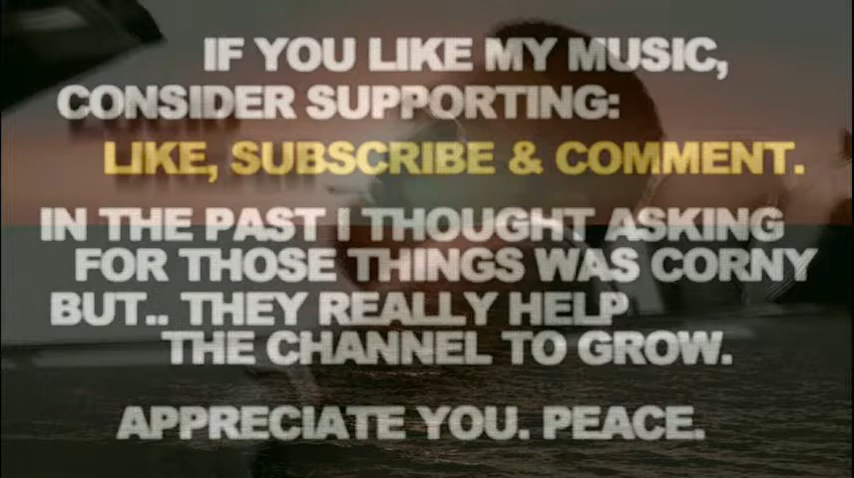 IF YOU LIKE MY MUSIC,
CONSIDER SUPPORTING:
LIKE, SUBSCRIBE & COMMENT.
IN THE PAST I THOUGHT ASKING
FOR THOSE THINGS WAS CORNY
BUT.. THEY REALLY HELP
THE CHANNEL TO GROW.
APPRECIATE YOU. PEACE.